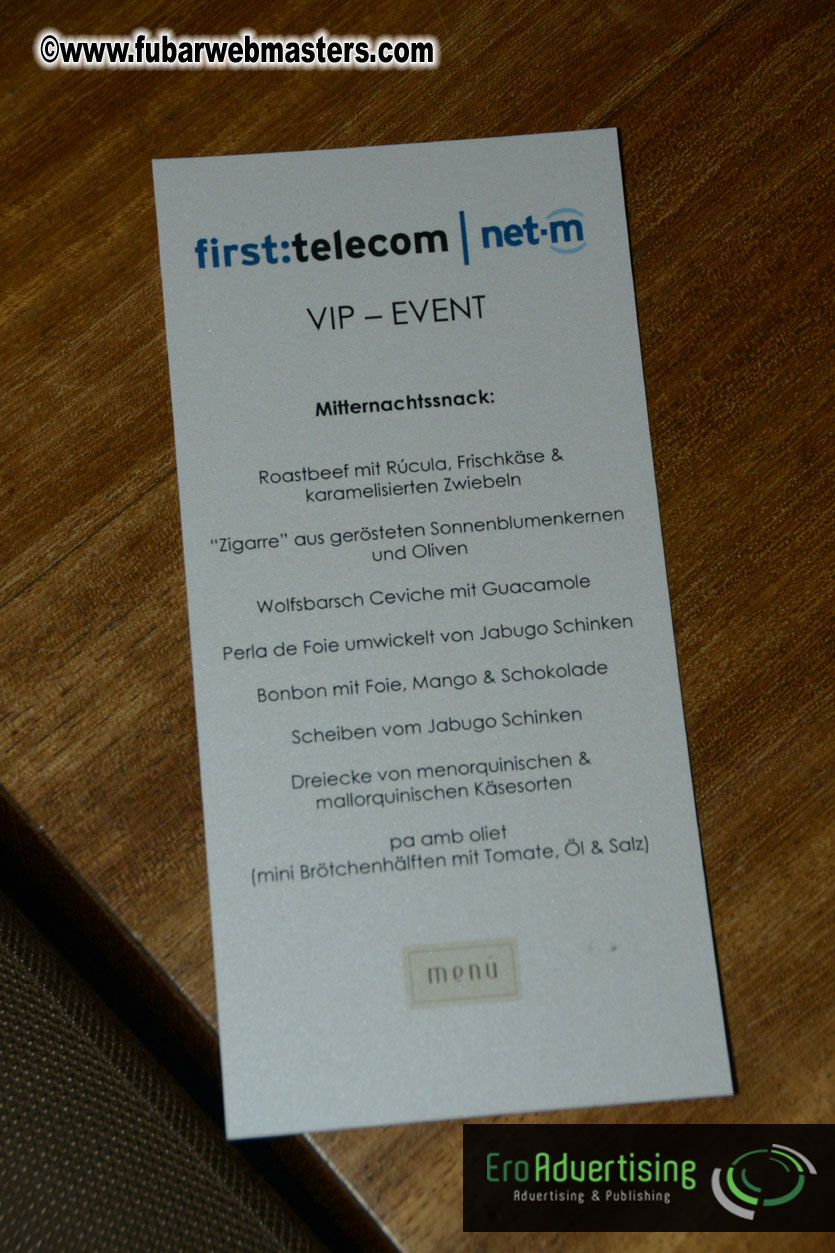 ©www.fubarwebmasters.com
first:telecom | net-m
VIP – EVENT
Mitternachtssnack:
Roastbeef mit Rúcula, Frischkäse &
karamelisierten Zwiebeln
“Zigarre” aus gerösteten Sonnenblumenkernen
und Oliven
Wolfsbarsch Ceviche mit Guacamole
Perla de Foie umwickelt von Jabugo Schinken
Bonbon mit Foie, Mango & Schokolade
Scheiben vom Jabugo Schinken
Dreiecke von menorquinischen &
mallorquinischen Käsesorten
pa amb oliet
(mini Brötchenhälften mit Tomate, Öl & Salz)
menú
EroAdvertising
Advertising & Publishing